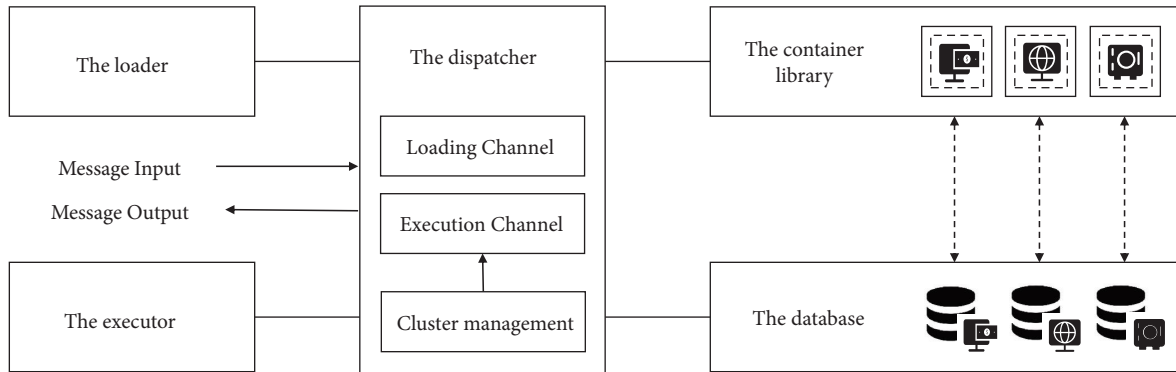 The loader
The dispatcher
The container
library
Loading Channel
Message Input
Message Output
Execution Channel
The executor
Cluster management
The database